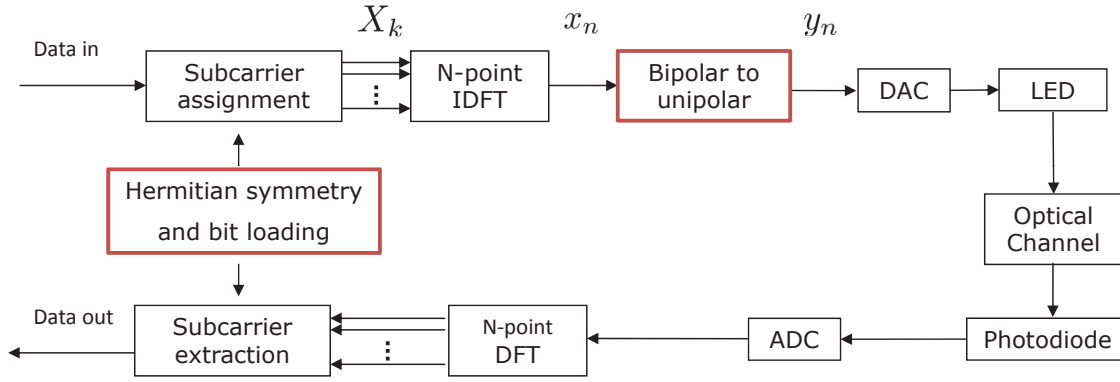 X_k
x_n
y_n
Data in
Subcarrier
assignment
⋮
N-point
IDFT
Bipolar to
unipolar
DAC
LED
Hermitian symmetry
and bit loading
Optical
Channel
Data out
Subcarrier
extraction
⋮
N-point
DFT
ADC
Photodiode